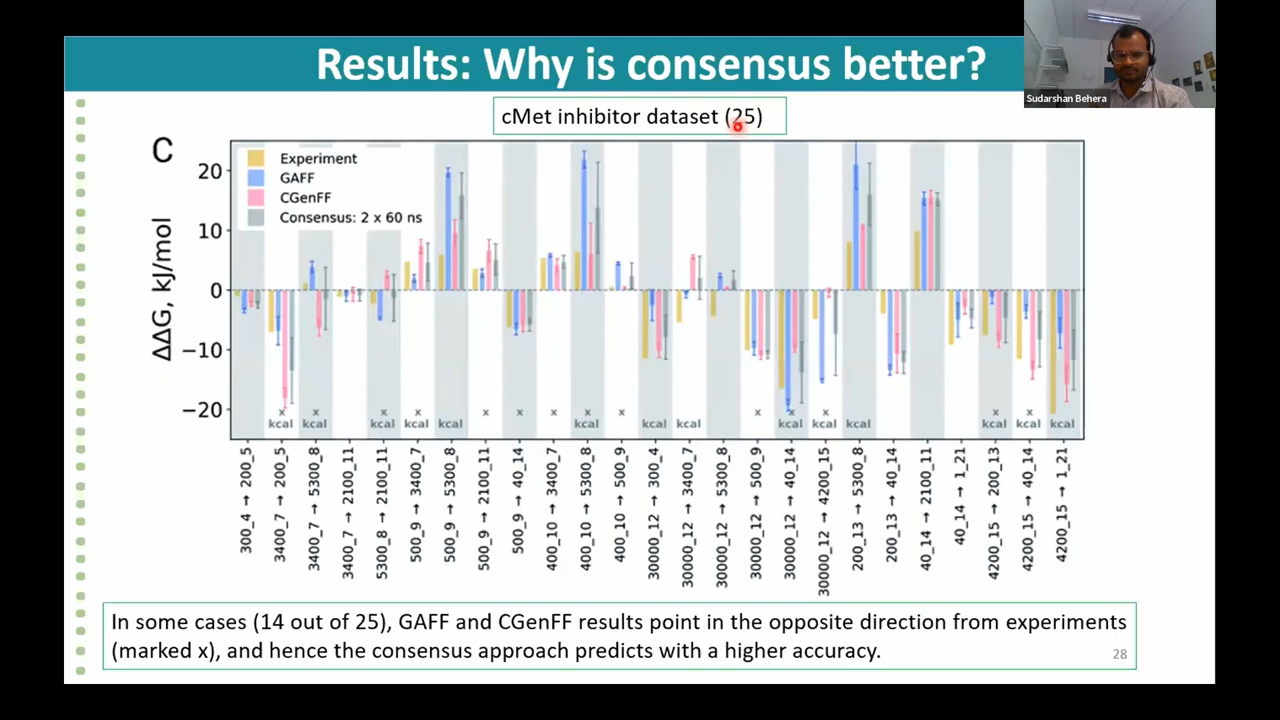 Results: Why is consensus better?
Sudarshan Behera
cMet inhibitor dataset (25)
C
Experiment
GAFF
CGenFF
Consensus: 2 x 60 ns
ΔΔG, kJ/mol
20
10
0
−10
−20
x x x x x x x x x x x x x x
kcal kcal kcal kcal kcal kcal kcal kcal kcal kcal kcal kcal kcal kcal
300_4 → 200_5
3400_7 → 200_5
3400_7 → 5300_8
3400_7 → 2100_11
5300_8 → 2100_11
500_9 → 3400_7
500_9 → 5300_8
500_9 → 2100_11
500_9 → 40_14
400_10 → 3400_7
400_10 → 5300_8
400_10 → 500_9
30000_12 → 300_4
30000_12 → 3400_7
30000_12 → 5300_8
30000_12 → 500_9
30000_12 → 40_14
30000_12 → 4200_15
200_13 → 5300_8
200_13 → 40_14
40_14 → 2100_11
40_14 → 1_21
4200_15 → 200_13
4200_15 → 40_14
4200_15 → 1_21
In some cases (14 out of 25), GAFF and CGenFF results point in the opposite direction from experiments
(marked x), and hence the consensus approach predicts with a higher accuracy.
28